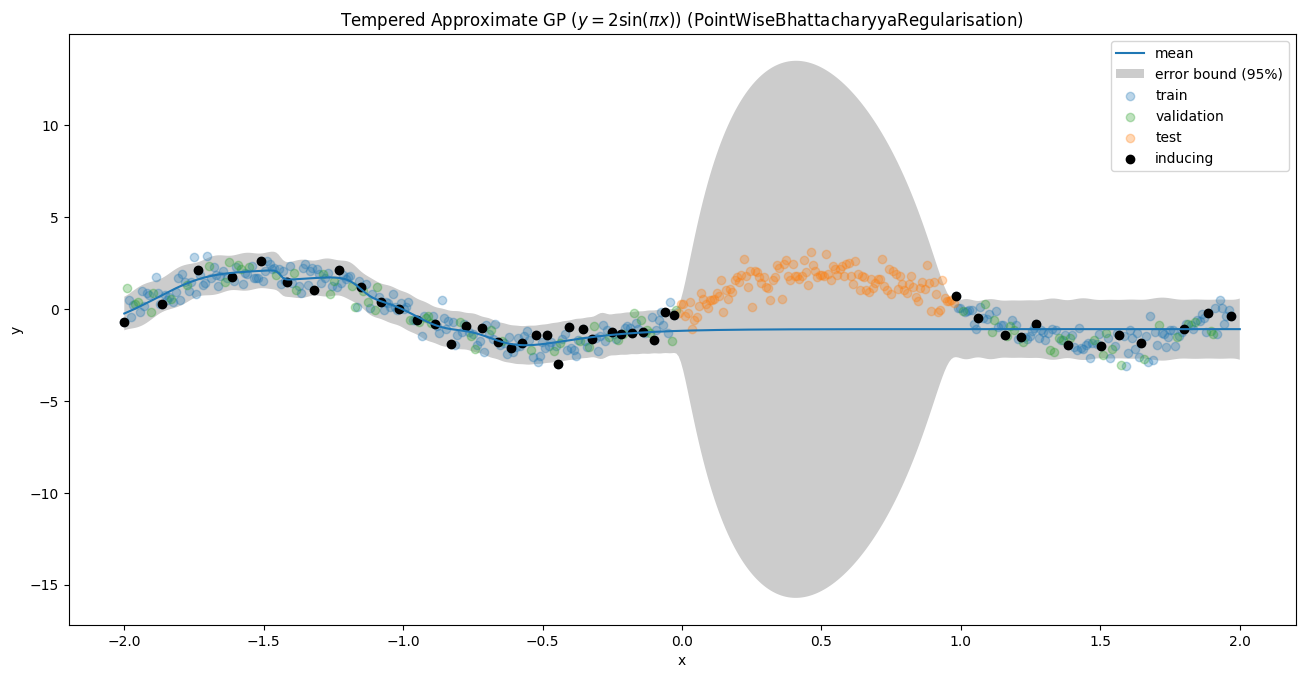 Tempered Approximate GP (y = 2sin(πx)) (PointWiseBhattacharyyaRegularisation)
mean
error bound (95%)
train
validation
test
inducing
10
5
0
−5
−10
−15
y
−2.0 −1.5 −1.0 −0.5 0.0 0.5 1.0 1.5 2.0
x